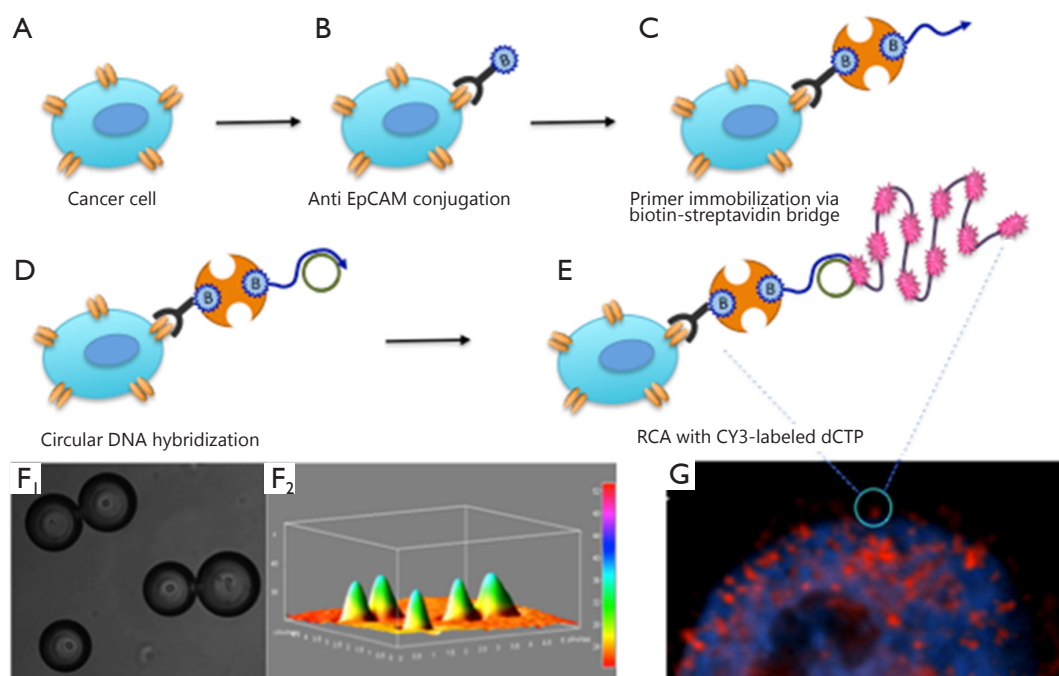 A
B
C
B
B
B
Cancer cell
Anti EpCAM conjugation
Primer immobilization via
biotin-streptavidin bridge
D
E
B
B
B
B
Circular DNA hybridization
RCA with CY3-labeled dCTP
F1
F2
G